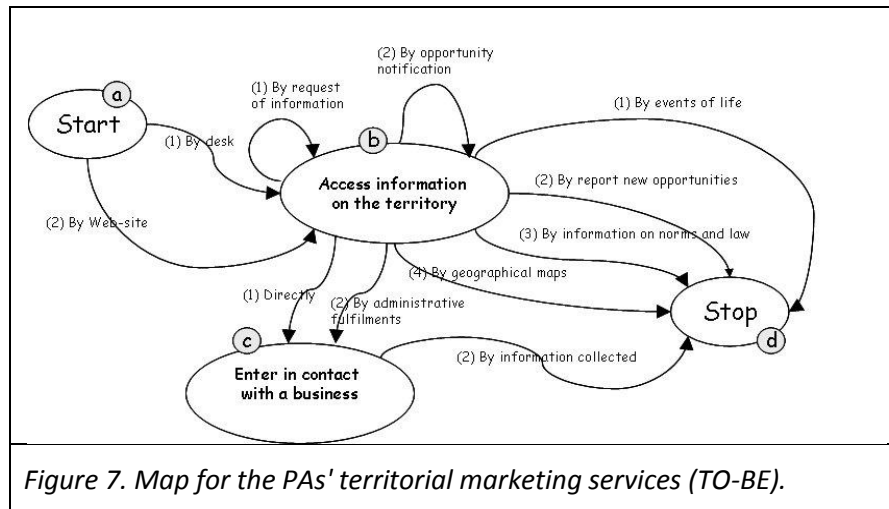 (2) By opportunity
notification
(1) By request
of information
(1) By events of life
a
Start
(1) By desk
b
Access information
on the territory
(2) By report new opportunities
(2) By Web-site
(3) By information on norms and law
(4) By geographical maps
(1) Directly
(2) By administrative
fulfilments
Stop
d
c
Enter in contact
with a business
(2) By information collected
Figure 7. Map for the PAs' territorial marketing services (TO-BE).